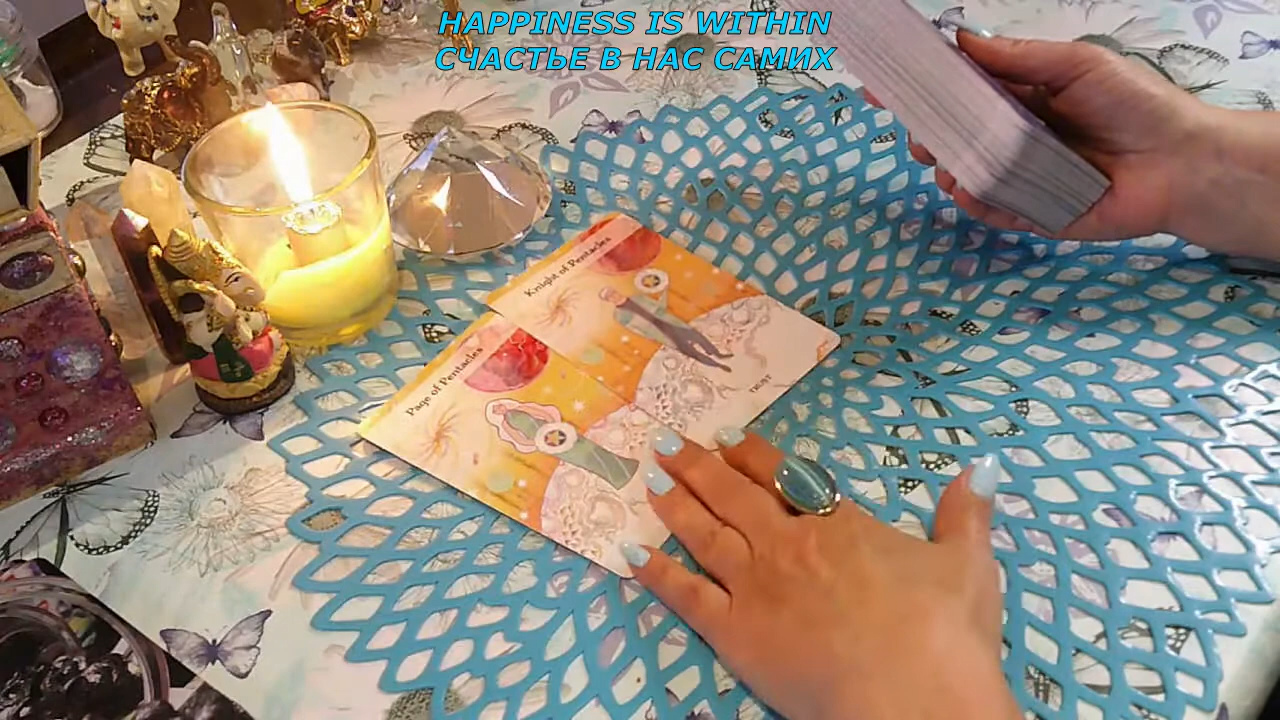 HAPPINESS IS WITHIN
СЧАСТЬЕ В НАС САМИХ
Knight of Pentacles
Page of Pentacles
TRUST